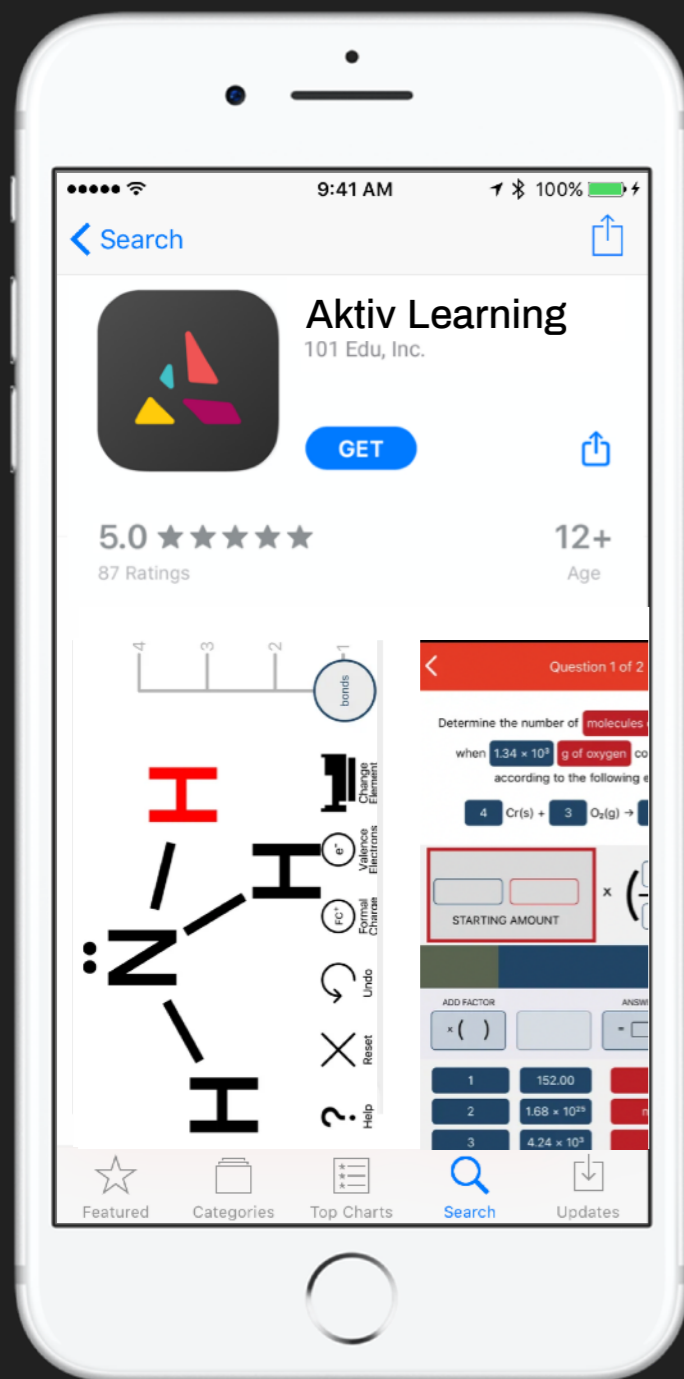 9:41 AM 100%
Search
Aktiv Learning
101 Edu, Inc.
GET
5.0
12+
87 Ratings
Age
4 3 2 1
bonds
H
H
N
H
Change Element
e⁻ Valence Electrons
FC⁺ Formal Charge
Undo
Reset
? Help
Question 1 of 2
Determine the number of molecules
when 1.34 × 10³ g of oxygen co
according to the following e
4 Cr(s) + 3 O₂(g) →
× (
STARTING AMOUNT
ADD FACTOR ANSW
× ( ) =
1 152.00
2 1.68 × 10²⁵
3 4.24 × 10³
Featured Categories Top Charts Search Updates